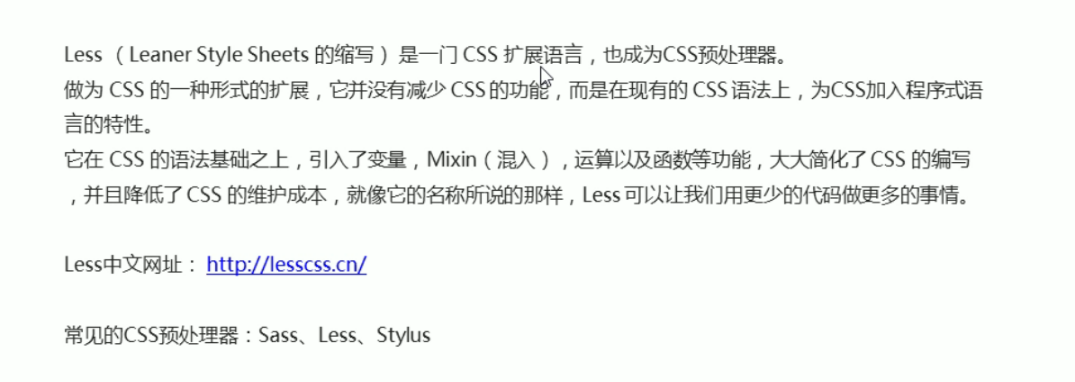 Less （ Leaner Style Sheets 的缩写 ） 是一门 CSS 扩展语言，也成为CSS预处理器。
做为 CSS 的一种形式的扩展，它并没有减少 CSS 的功能，而是在现有的 CSS 语法上，为CSS加入程序式语
言的特性。
它在 CSS 的语法基础之上，引入了变量，Mixin（混入 ），运算以及函数等功能，大大简化了 CSS 的编写
，并且降低了 CSS 的维护成本，就像它的名称所说的那样，Less 可以让我们用更少的代码做更多的事情。
Less中文网址： http://lesscss.cn/
常见的CSS预处理器：Sass、Less、Stylus